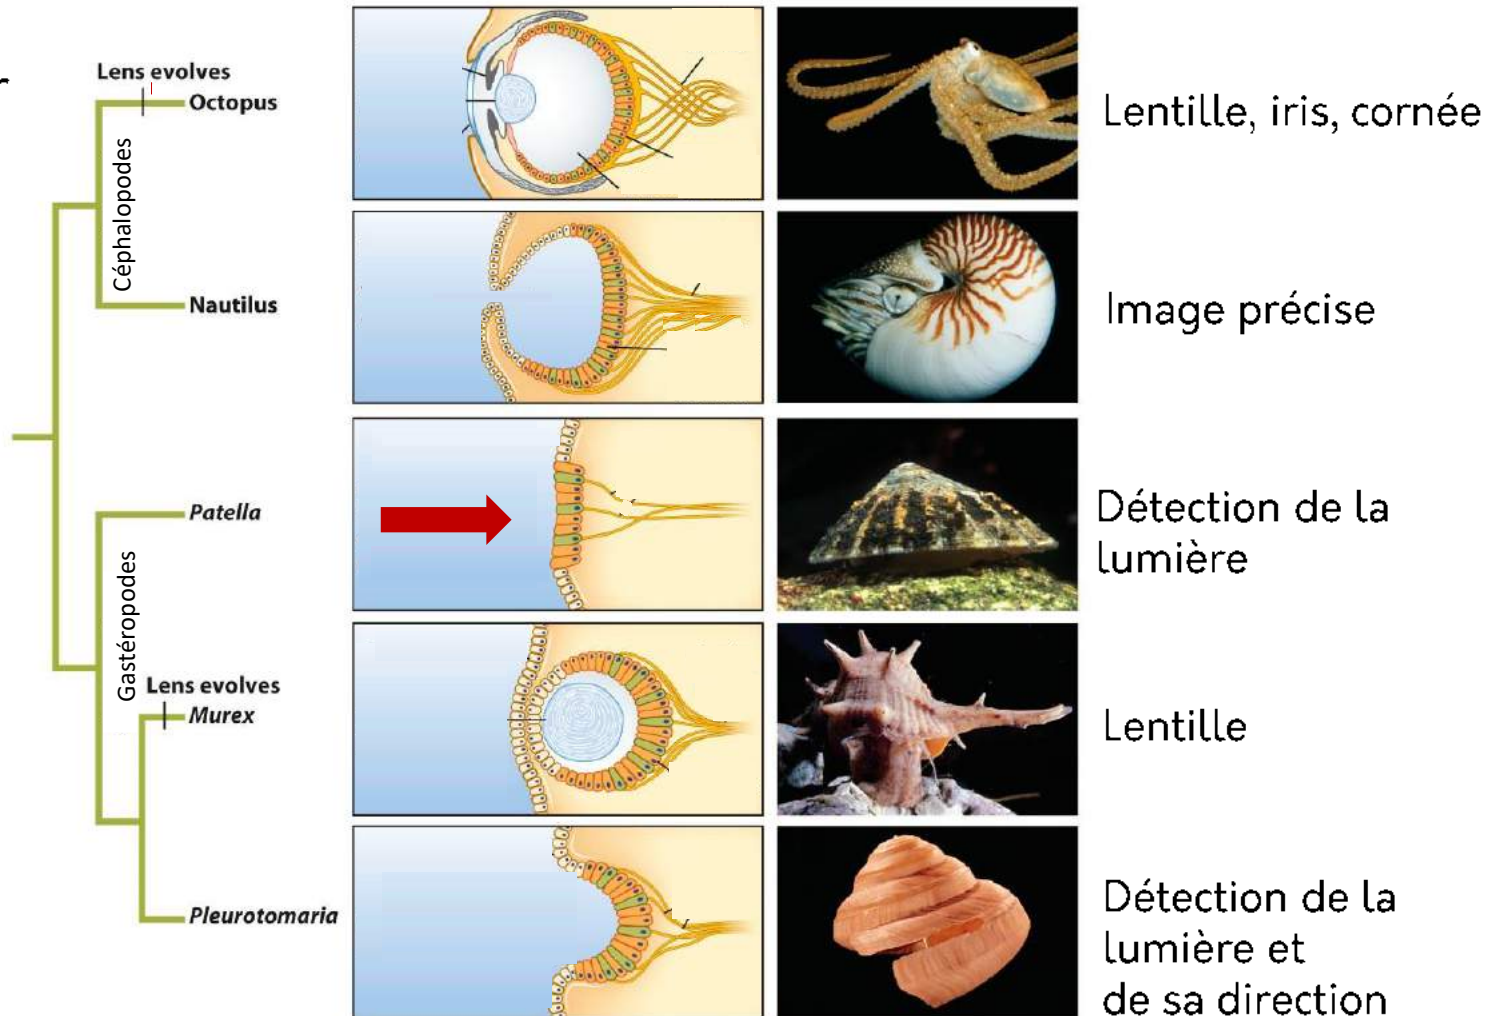 Lens evolves
Octopus
Lentille, iris, cornée
Céphalopodes
Nautilus
Image précise
Patella
Détection de la
lumière
Gastéropodes
Lens evolves
Murex
Lentille
Pleurotomaria
Détection de la
lumière et
de sa direction